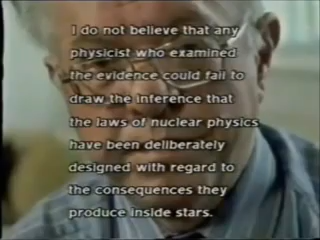 I do not believe that any
physicist who examined
the evidence could fail to
draw the inference that
the laws of nuclear physics
have been deliberately
designed with regard to
the consequences they
produce inside stars.